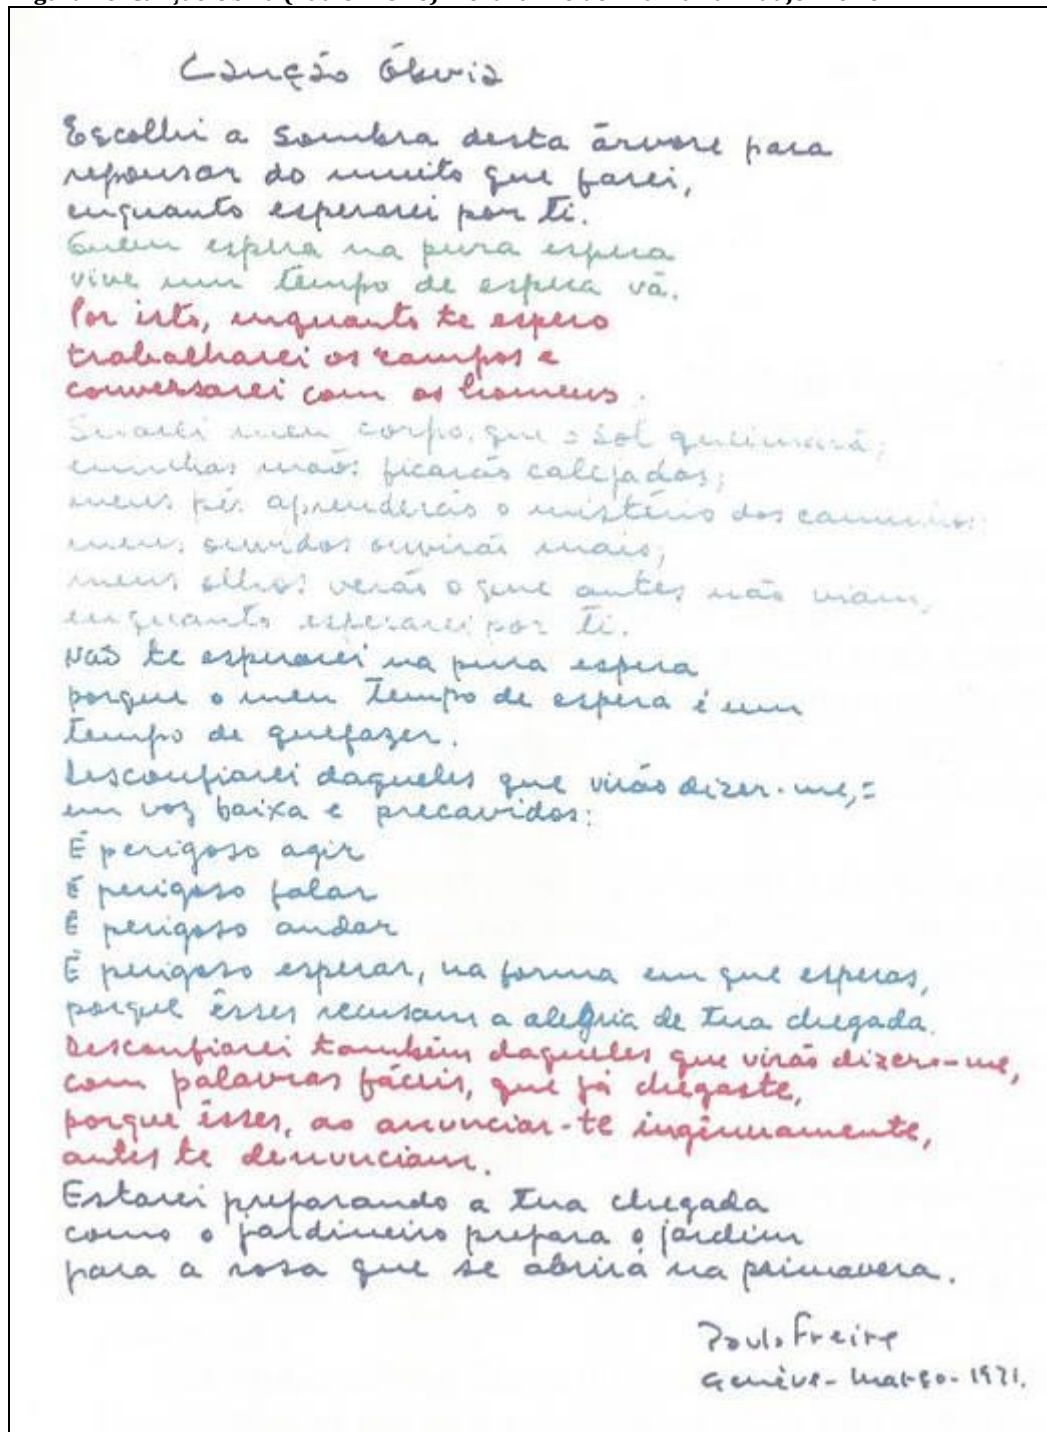 Canção Óbvia
Escolhi a sombra desta árvore para
repousar do muito que farei,
enquanto esperarei por ti.
Quem espera na pura espera
vive um tempo de espera vã.
Por isto, enquanto te espero
trabalharei os campos e
conversarei com os homens.
Suarei meu corpo, que o sol queimará;
minhas mãos ficarão calejadas;
meus pés aprenderão o mistério dos caminhos;
meus ouvidos ouvirão mais,
meus olhos verão o que antes não viam,
enquanto esperarei por ti.
Não te esperarei na pura espera
porque o meu tempo de espera é um
tempo de quefazer.
Desconfiarei daqueles que virão dizer-me,=
em voz baixa e precavidos:
É perigoso agir
É perigoso falar
É perigoso andar
É perigoso esperar, na forma em que esperas,
porque êsses recusam a alegria de tua chegada.
Desconfiarei também daqueles que virão dizer-me,
com palavras fáceis, que já chegaste,
porque êsses, ao anunciar-te ingênuamente,
antes te denunciam.
Estarei preparando a tua chegada
como o jardineiro prepara o jardim
para a rosa que se abrirá na primavera.
Paulo Freire
Genève - março - 1971.